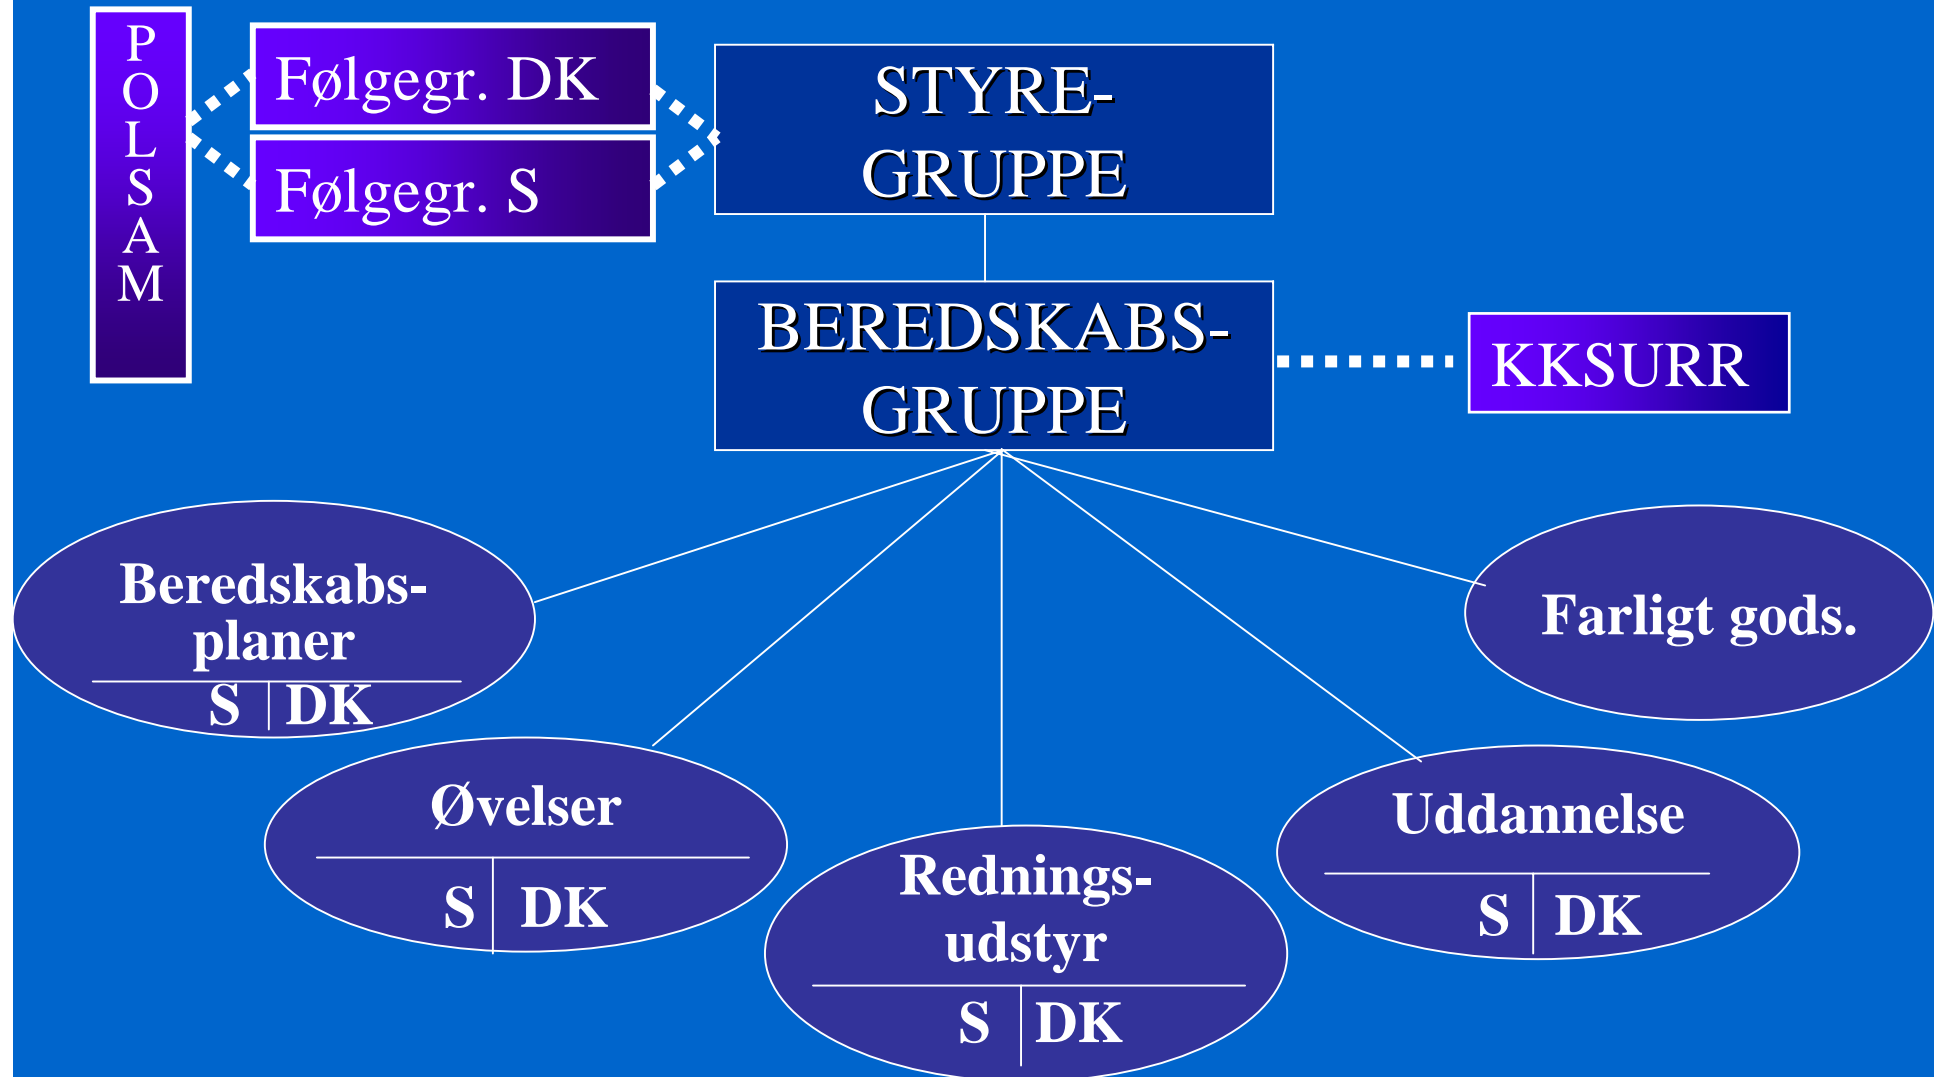 P
O
L
S
A
M
Følgegr. DK
Følgegr. S
STYRE-
GRUPPE
BEREDSKABS-
GRUPPE
KKSURR
Beredskabs-
planer
S DK
Øvelser
S DK
Rednings-
udstyr
S DK
Uddannelse
S DK
Farligt gods.